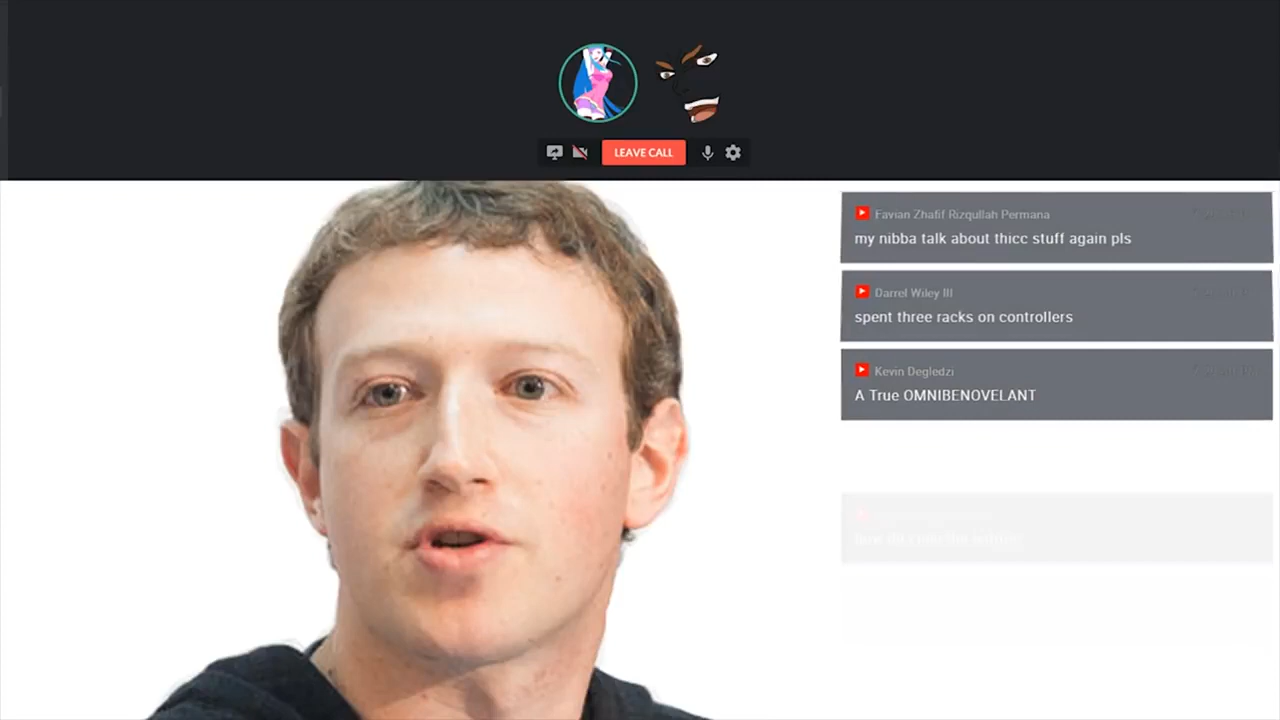 LEAVE CALL
Favian Zhafif Rizqullah Permana
my nibba talk about thicc stuff again pls
Darrel Wiley III
spent three racks on controllers
Kevin Degledzi
A True OMNIBENOVELANT